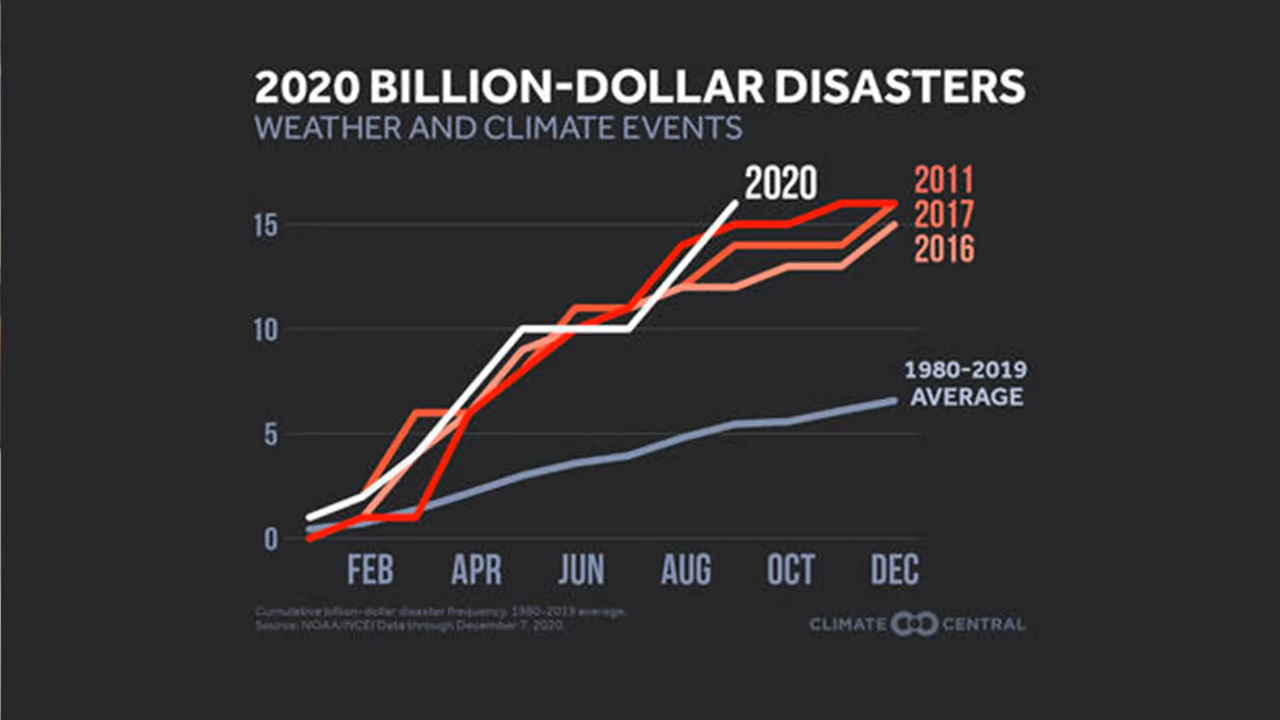 2020 BILLION-DOLLAR DISASTERS
WEATHER AND CLIMATE EVENTS
2020
2011
2017
2016
15
10
1980-2019
AVERAGE
5
0
FEB APR JUN AUG OCT DEC
Cumulative billion-dollar disaster frequency. 1980-2019 average.
Source: NOAA/NCEI Data through December 7, 2020.
CLIMATE CENTRAL